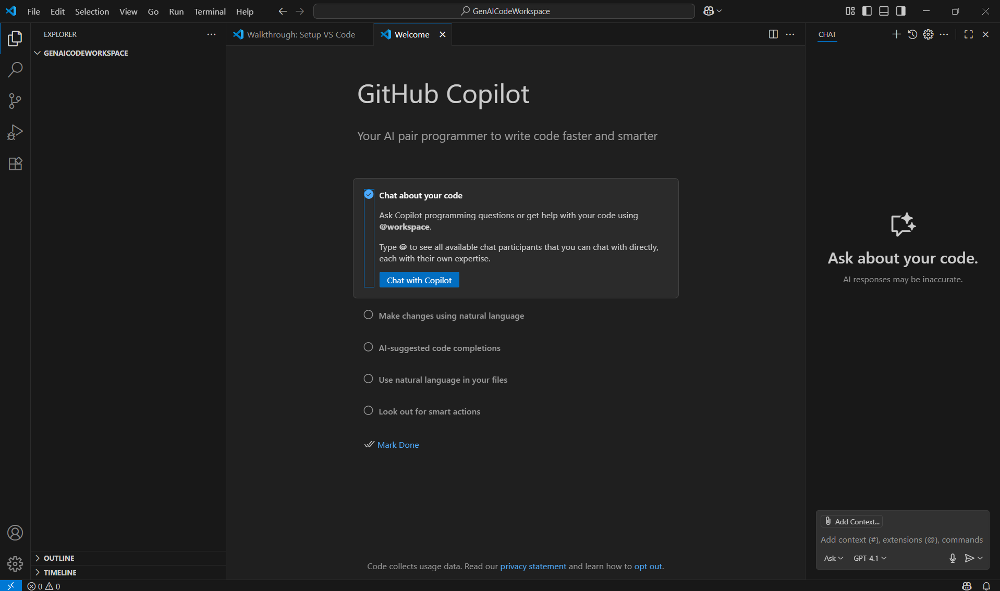 File Edit Selection View Go Run Terminal Help
GenAICodeWorkspace
EXPLORER
GENAICODEWORKSPACE
OUTLINE
TIMELINE
Walkthrough: Setup VS Code
Welcome
GitHub Copilot
Your AI pair programmer to write code faster and smarter
Chat about your code
Ask Copilot programming questions or get help with your code using
@workspace.
Type @ to see all available chat participants that you can chat with directly,
each with their own expertise.
Chat with Copilot
Make changes using natural language
AI-suggested code completions
Use natural language in your files
Look out for smart actions
Mark Done
Code collects usage data. Read our privacy statement and learn how to opt out.
CHAT
Ask about your code.
AI responses may be inaccurate.
Add Context...
Add context (#), extensions (@), commands
Ask GPT-4.1
0 0